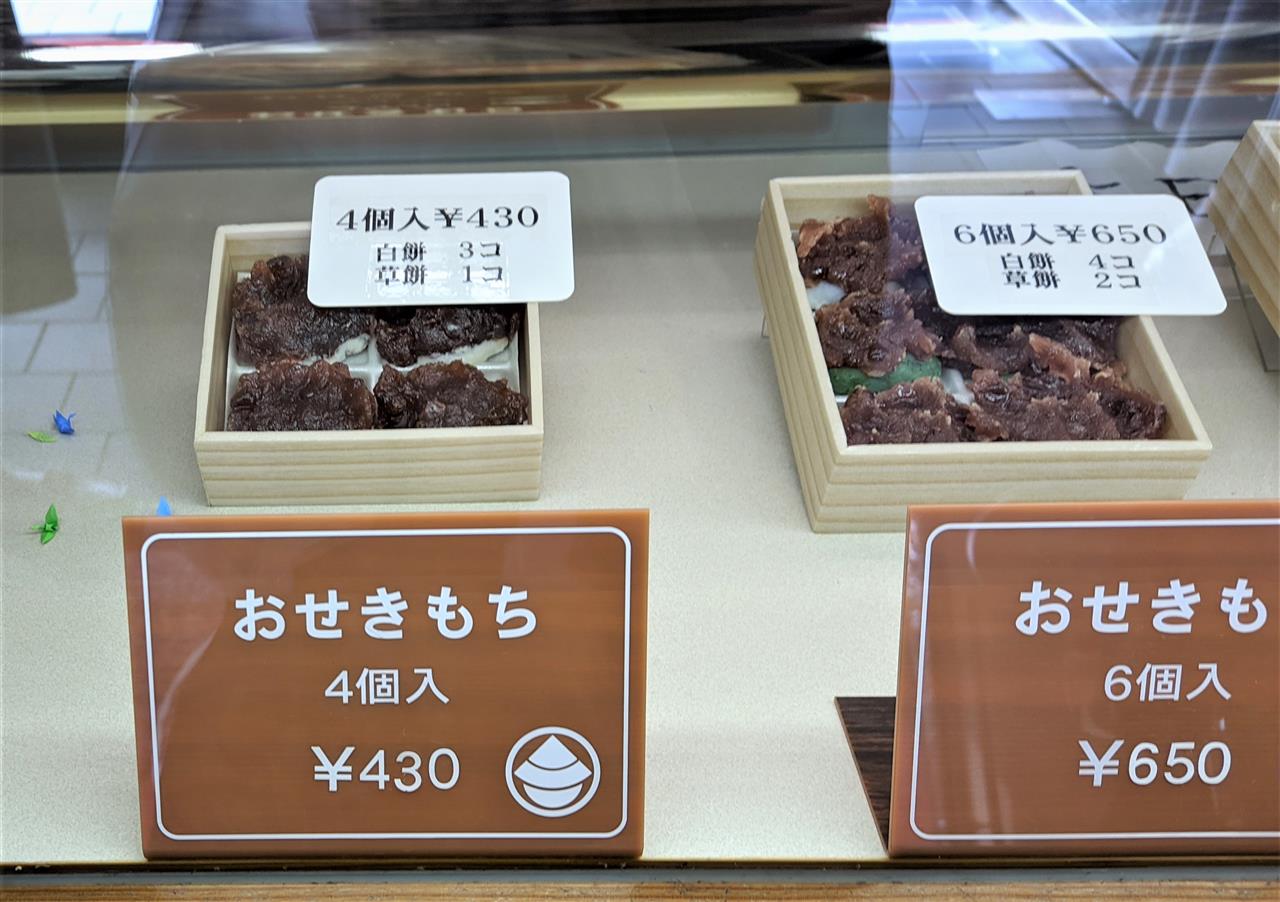 4個入¥430
白餅 3コ
草餅 1コ
6個入¥650
白餅 4コ
草餅 2コ
おせきもち
4個入
¥430
おせきも
6個入
¥650